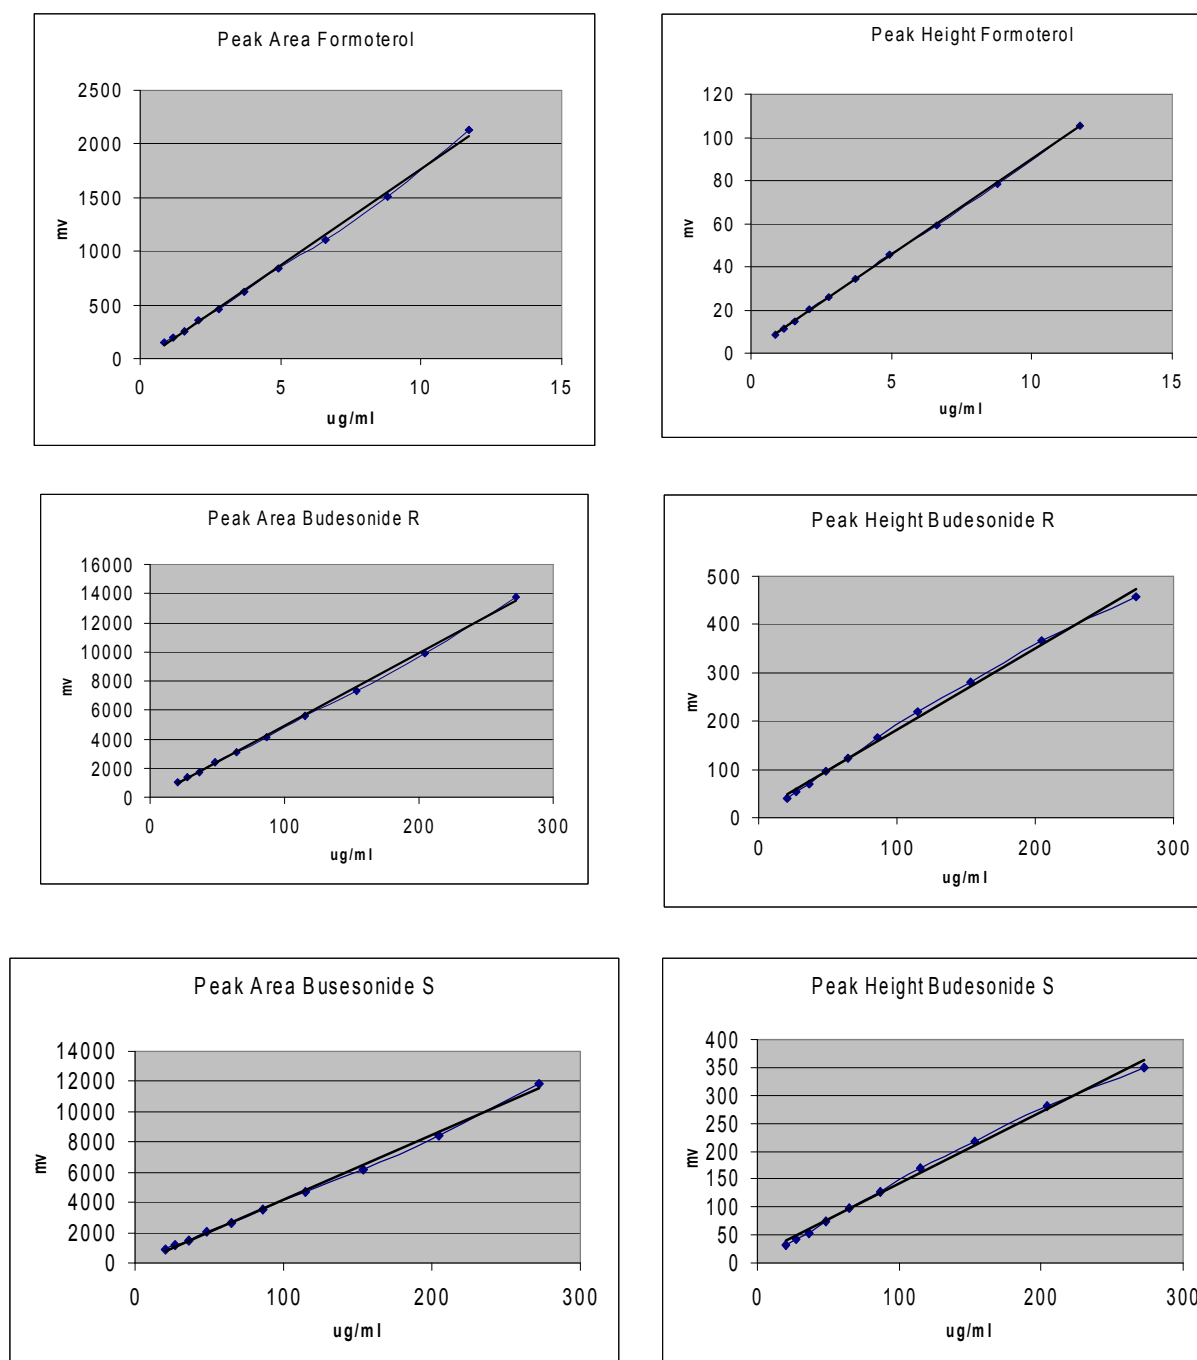 Peak Area Formoterol
2500
2000
1500
1000
500
0
mv
0 5 10 15
ug/ml
Peak Height Formoterol
120
100
80
60
40
20
0
mv
0 5 10 15
ug/ml
Peak Area Budesonide R
16000
14000
12000
10000
8000
6000
4000
2000
0
mv
0 100 200 300
ug/ml
Peak Height Budesonide R
500
400
300
200
100
0
mv
0 100 200 300
ug/ml
Peak Area Busesonide S
14000
12000
10000
8000
6000
4000
2000
0
mv
0 100 200 300
ug/ml
Peak Height Budesonide S
400
350
300
250
200
150
100
50
0
mv
0 100 200 300
ug/ml